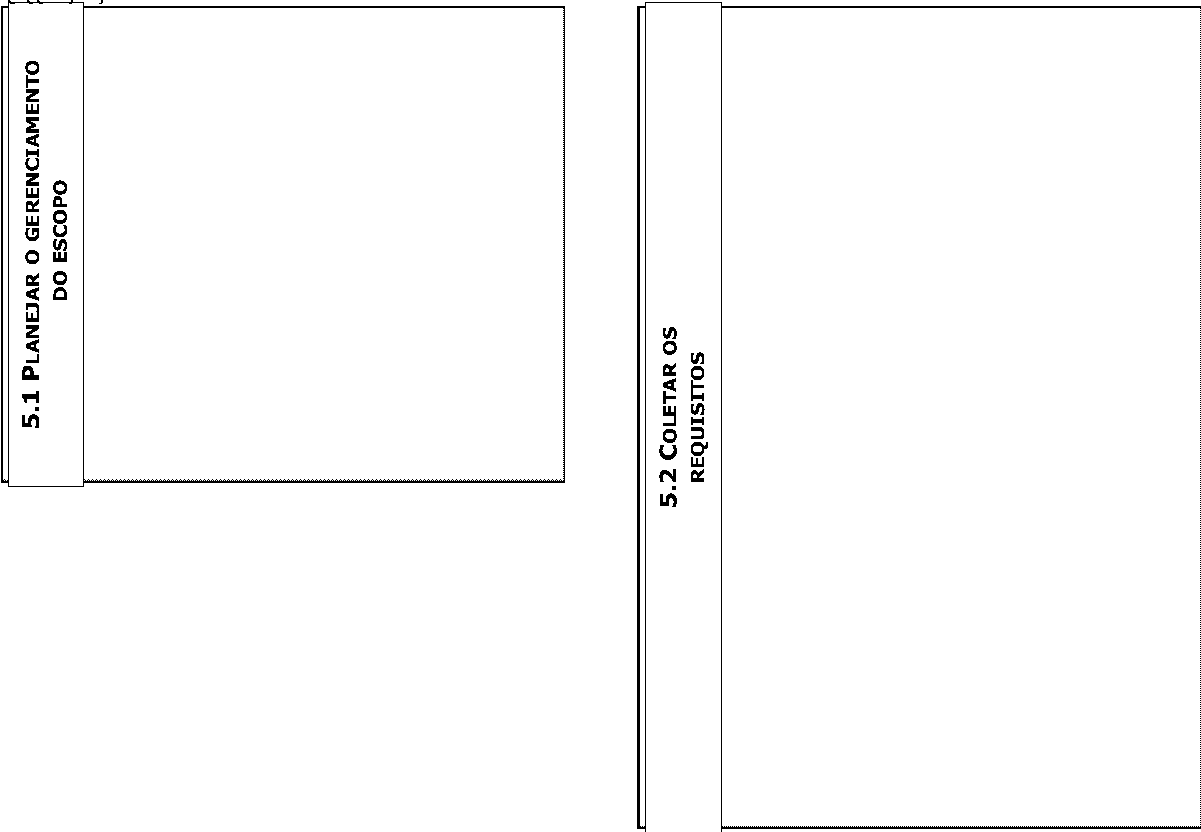 5.1 PLANEJAR O GERENCIAMENTO
DO ESCOPO
5.2 COLETAR OS
REQUISITOS